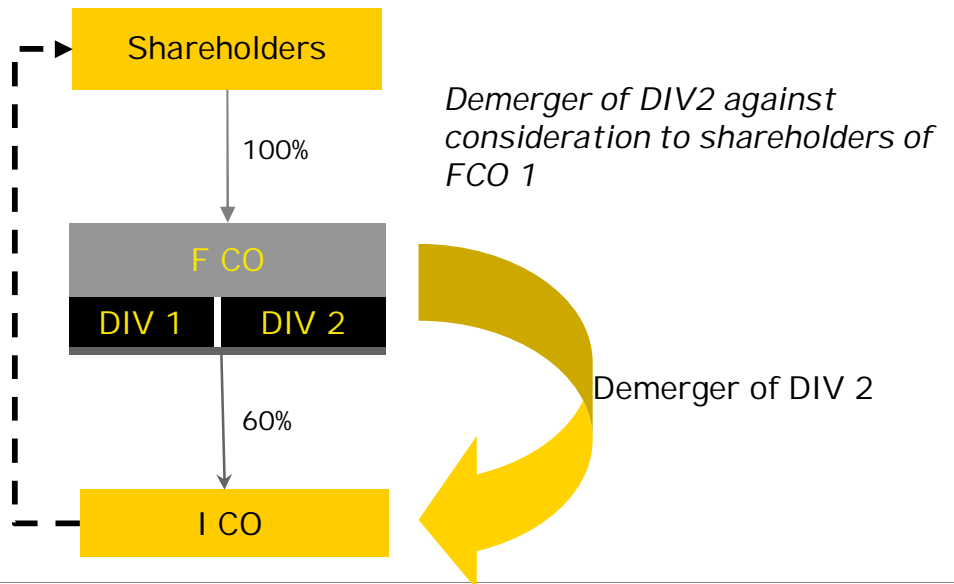 Shareholders
Demerger of DIV2 against
consideration to shareholders of
FCO 1
100%
F CO
DIV 1
DIV 2
Demerger of DIV 2
60%
I CO